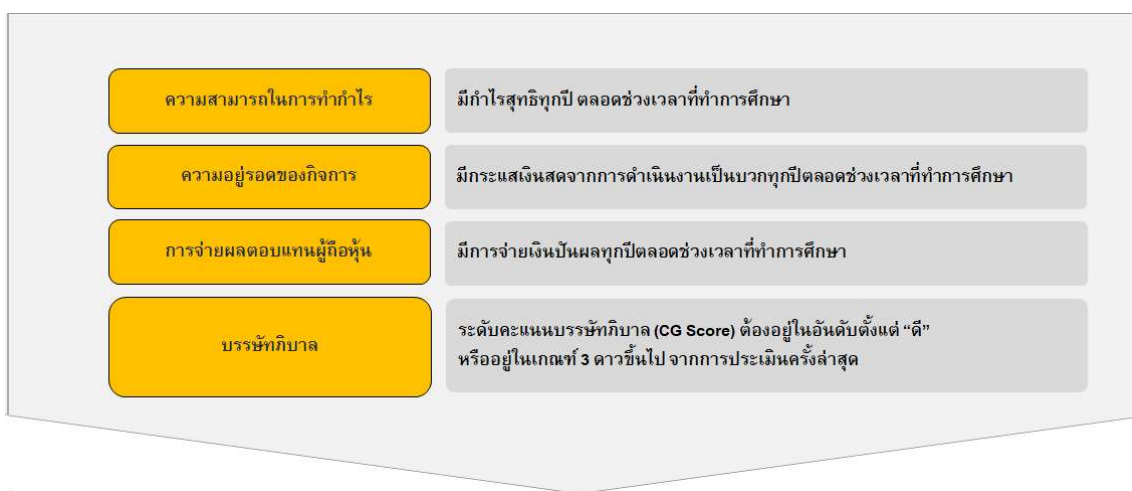 ความสามารถในการทำกำไร
มีกำไรสุทธิทุกปี ตลอดช่วงเวลาที่ทำการศึกษา
ความอยู่รอดของกิจการ
มีกระแสเงินสดจากการดำเนินงานเป็นบวกทุกปีตลอดช่วงเวลาที่ทำการศึกษา
การจ่ายผลตอบแทนผู้ถือหุ้น
มีการจ่ายเงินปันผลทุกปีตลอดช่วงเวลาที่ทำการศึกษา
บรรษัทภิบาล
ระดับคะแนนบรรษัทภิบาล (CG Score) ต้องอยู่ในอันดับตั้งแต่ “ดี”
หรืออยู่ในเกณฑ์ 3 ดาวขึ้นไป จากการประเมินครั้งล่าสุด